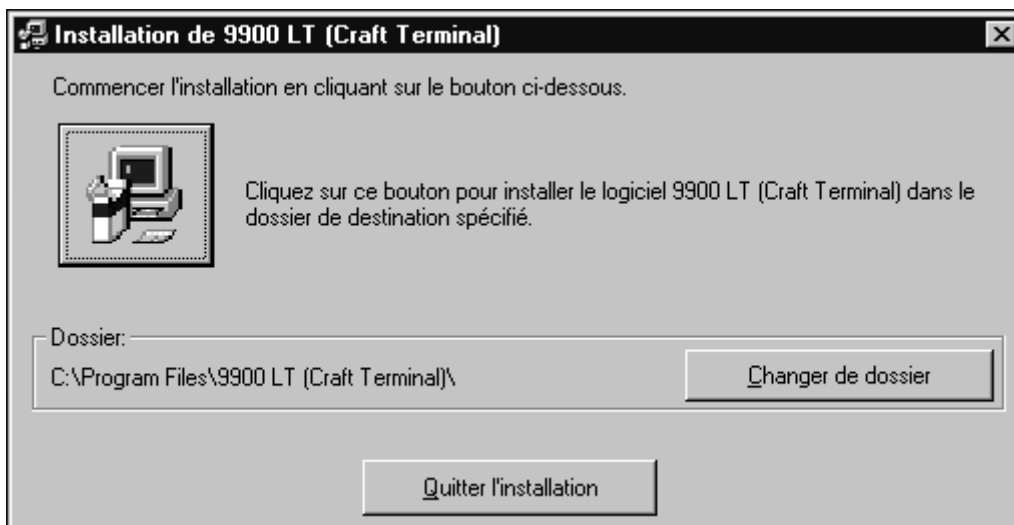 Installation de 9900 LT (Craft Terminal)
Commencer l'installation en cliquant sur le bouton ci-dessous.
Cliquez sur ce bouton pour installer le logiciel 9900 LT (Craft Terminal) dans le
dossier de destination spécifié.
Dossier:
C:\Program Files\9900 LT (Craft Terminal)\
Changer de dossier
Quitter l'installation